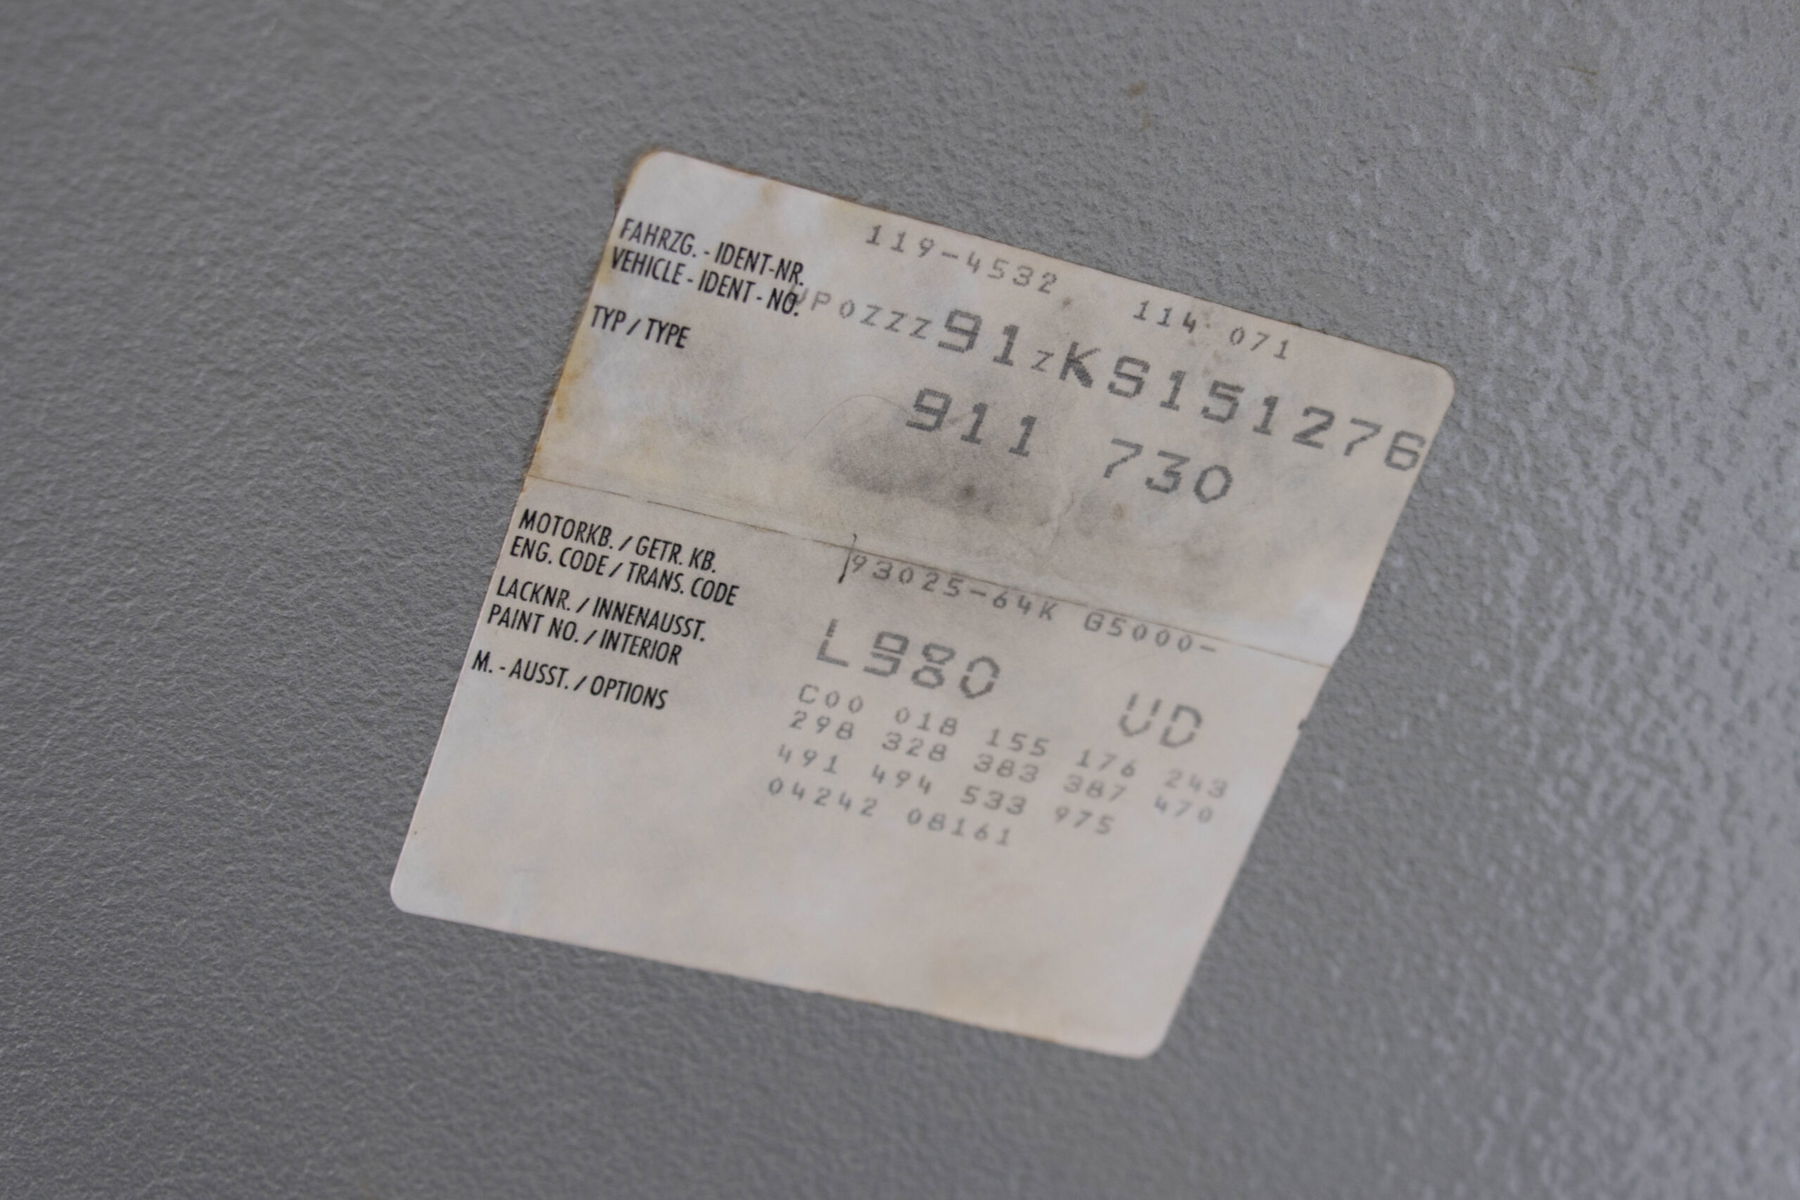 119-4532 114 071
FAHRZG. - IDENT-NR.
VEHICLE - IDENT - NO. WP0ZZZ91ZKS151276
TYP / TYPE 911 730
MOTORKB. / GETR. KB.
ENG. CODE / TRANS. CODE 93025-64K G5000-
LACKNR. / INNENAUSST.
PAINT NO. / INTERIOR L980 UD
M. - AUSST. / OPTIONS C00 018 155 176 243
298 328 383 387 470
491 494 533 975
04242 08161